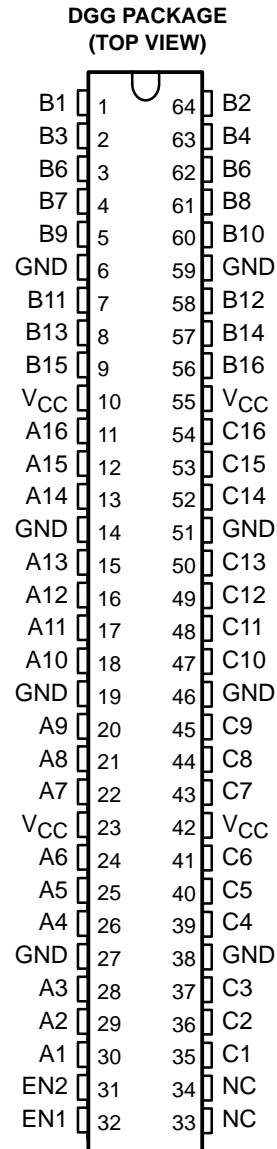 DGG PACKAGE
(TOP VIEW)
B1 1 64 B2
B3 2 63 B4
B6 3 62 B6
B7 4 61 B8
B9 5 60 B10
GND 6 59 GND
B11 7 58 B12
B13 8 57 B14
B15 9 56 B16
VCC 10 55 VCC
A16 11 54 C16
A15 12 53 C15
A14 13 52 C14
GND 14 51 GND
A13 15 50 C13
A12 16 49 C12
A11 17 48 C11
A10 18 47 C10
GND 19 46 GND
A9 20 45 C9
A8 21 44 C8
A7 22 43 C7
VCC 23 42 VCC
A6 24 41 C6
A5 25 40 C5
A4 26 39 C4
GND 27 38 GND
A3 28 37 C3
A2 29 36 C2
A1 30 35 C1
EN2 31 34 NC
EN1 32 33 NC